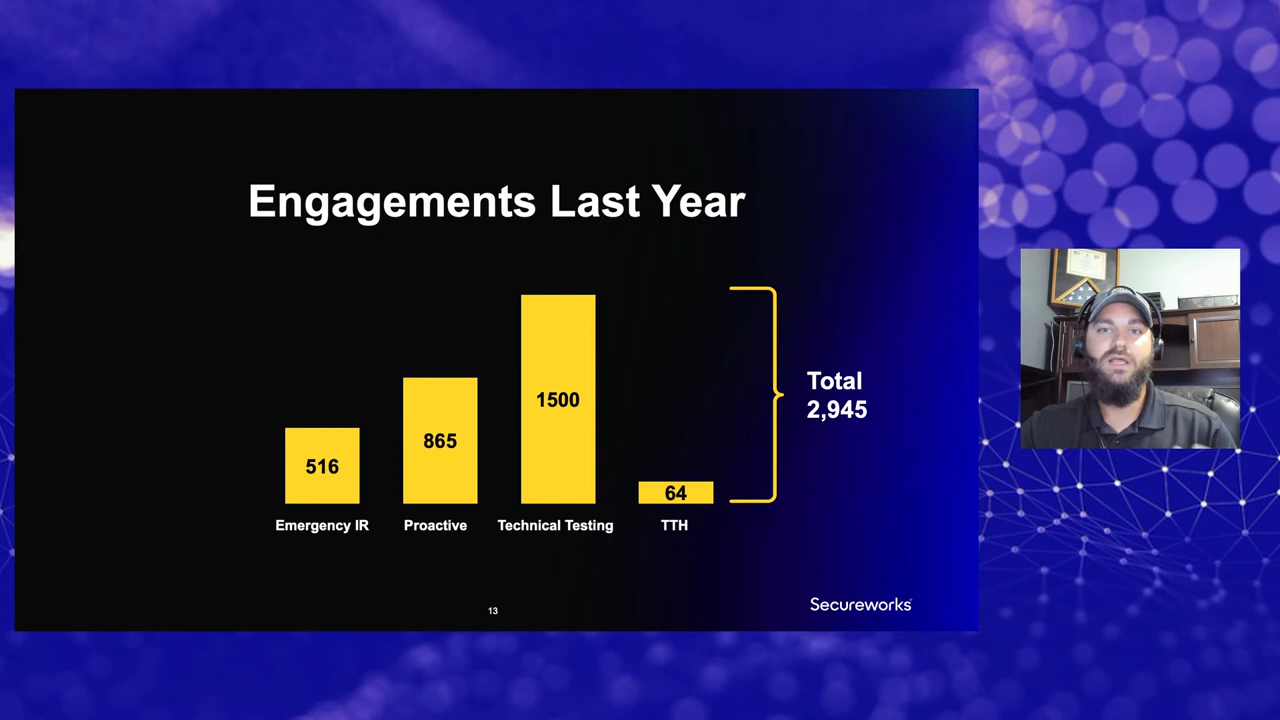 Engagements Last Year
516
865
1500
64
Emergency IR
Proactive
Technical Testing
TTH
Total
2,945
13
Secureworks